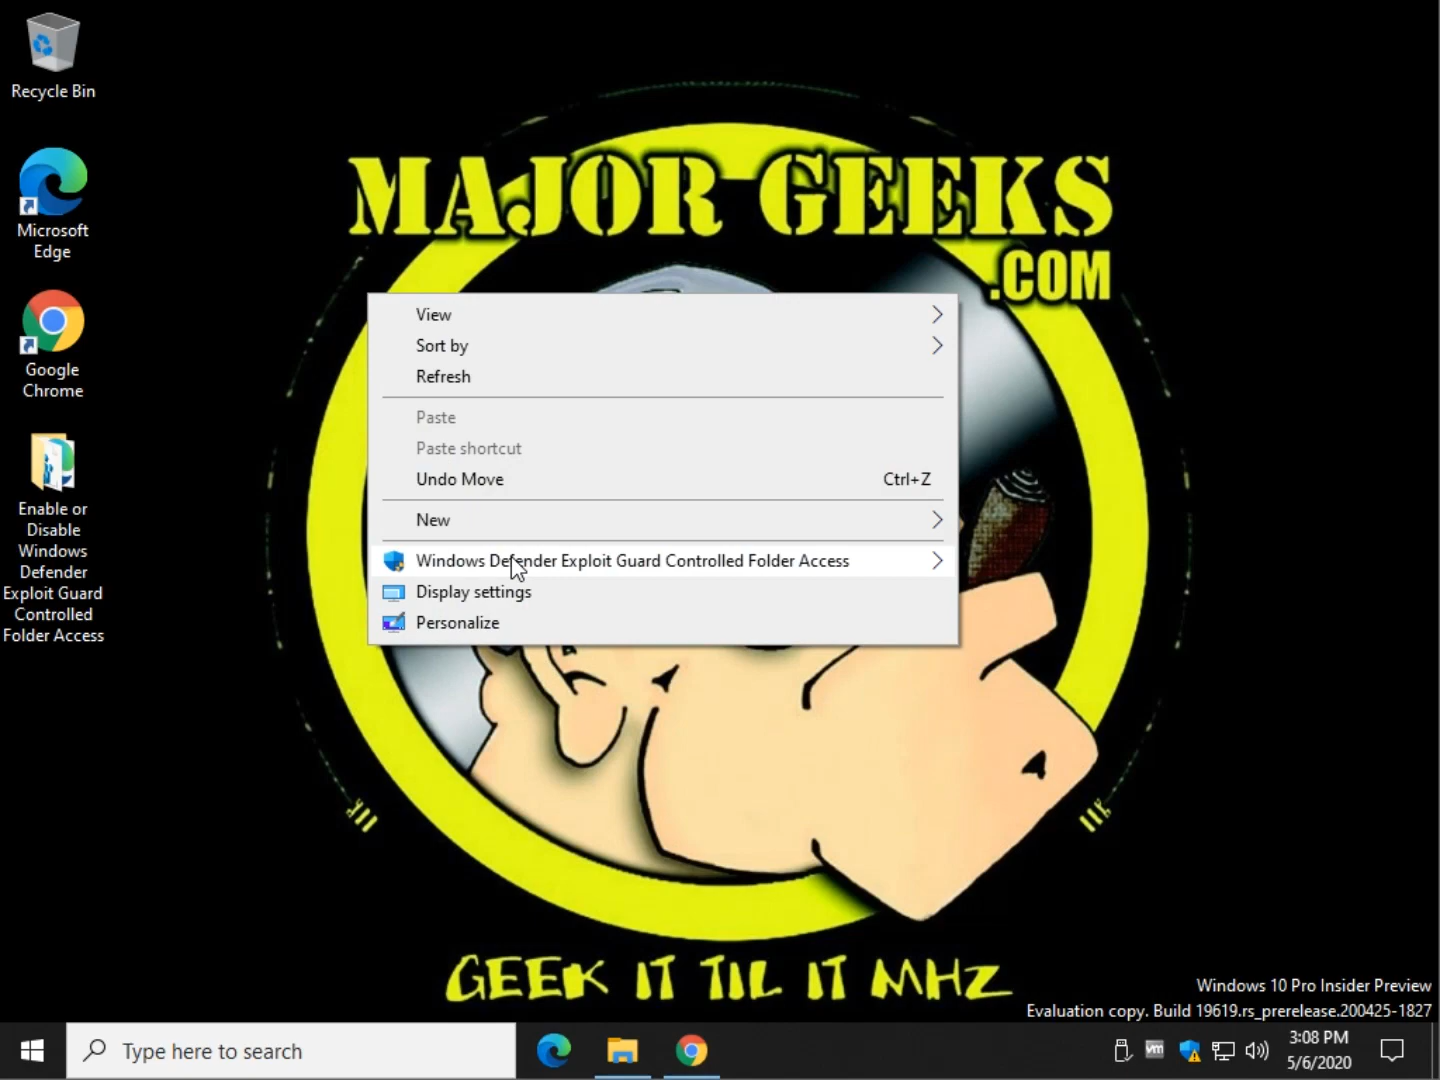 Recycle Bin
Microsoft
Edge
Google
Chrome
Enable or
Disable
Windows
Defender
Exploit Guard
Controlled
Folder Access
MAJOR GEEKS
.COM
View
Sort by
Refresh
Paste
Paste shortcut
Undo Move Ctrl+Z
New
Windows Defender Exploit Guard Controlled Folder Access
Display settings
Personalize
GEEK IT TIL IT MHZ
Windows 10 Pro Insider Preview
Evaluation copy. Build 19619.rs_prerelease.200425-1827
Type here to search
vm
3:08 PM
5/6/2020